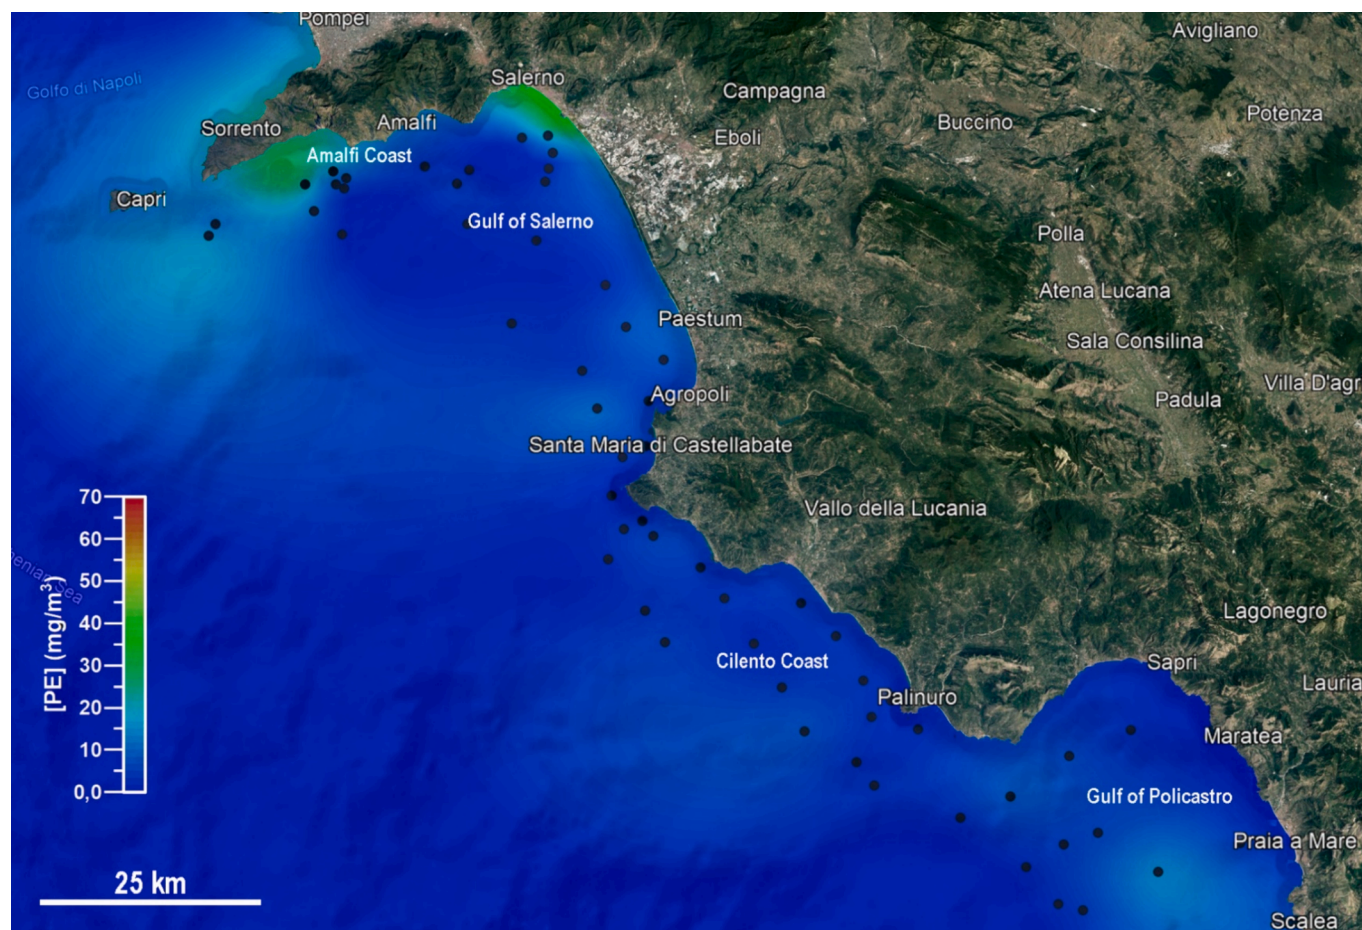 Pompei
Avigliano
Golfo di Napoli
Salerno
Campagna
Potenza
Sorrento
Amalfi
Buccino
Eboli
Amalfi Coast
Capri
Gulf of Salerno
Polla
Atena Lucana
Paestum
Sala Consilina
Villa D'agr
Agropoli
Padula
Santa Maria di Castellabate
Vallo della Lucania
70
60
50
40
30
20
10
0,0
[PE] (mg/m³)
enian Sea
Lagonegro
Cilento Coast
Sapri
Lauria
Palinuro
Maratea
Gulf of Policastro
Praia a Mare
25 km
Scalea